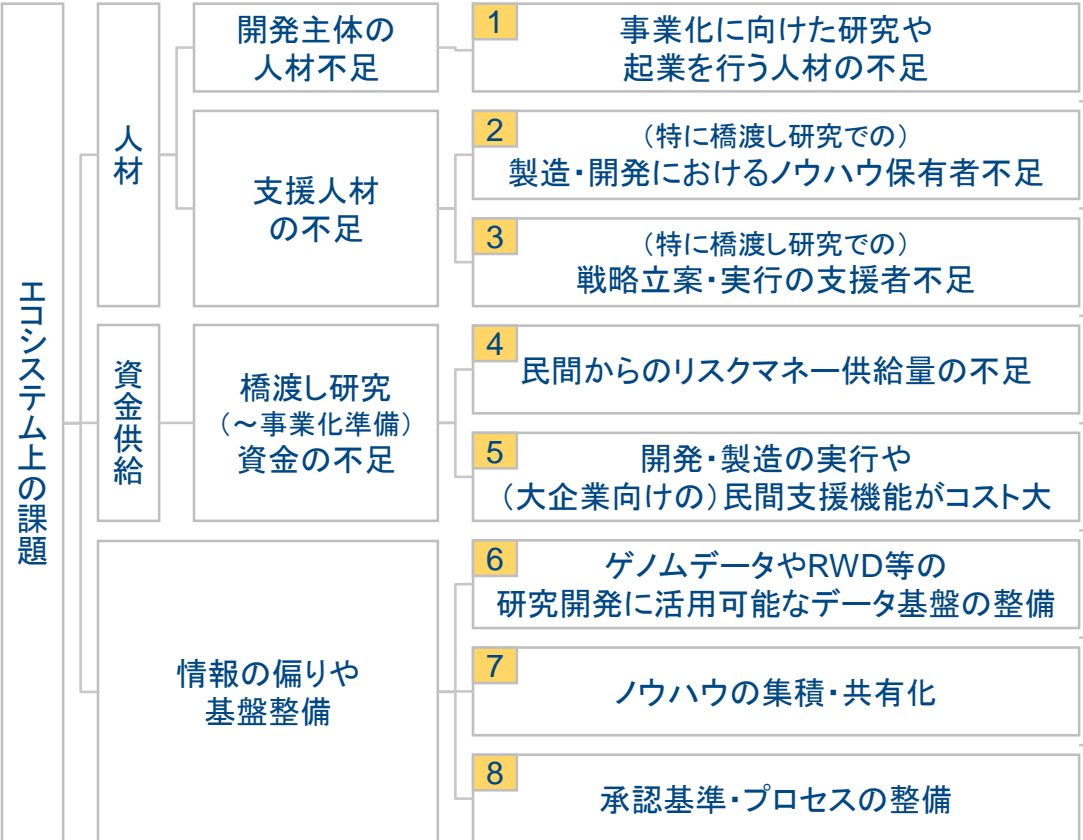 エコシステム上の課題
人材
開発主体の
人材不足
1
事業化に向けた研究や
起業を行う人材の不足
支援人材
の不足
2
（特に橋渡し研究での）
製造・開発におけるノウハウ保有者不足
3
（特に橋渡し研究での）
戦略立案・実行の支援者不足
資金供給
橋渡し研究
（～事業化準備）
資金の不足
4
民間からのリスクマネー供給量の不足
5
開発・製造の実行や
（大企業向けの）民間支援機能がコスト大
情報の偏りや
基盤整備
6
ゲノムデータやRWD等の
研究開発に活用可能なデータ基盤の整備
7
ノウハウの集積・共有化
8
承認基準・プロセスの整備